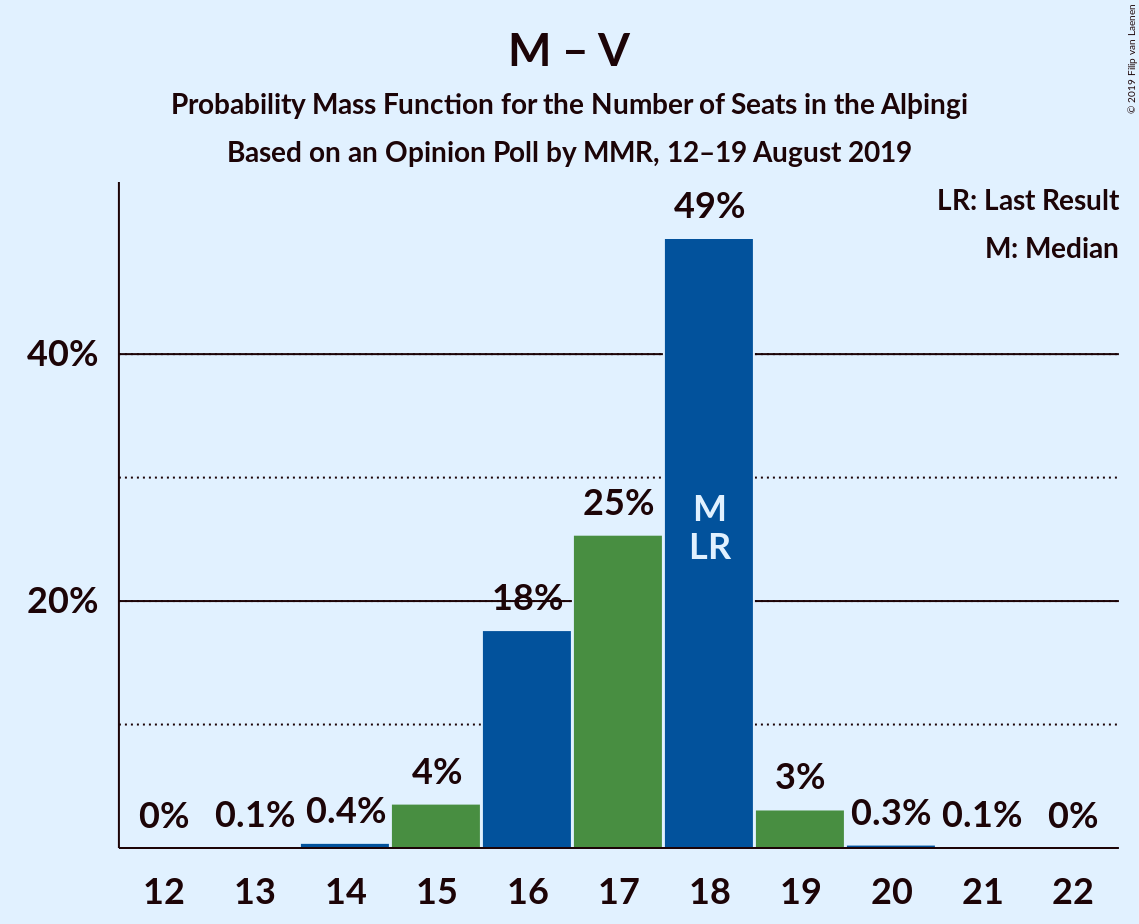 M – V
Probability Mass Function for the Number of Seats in the Alþingi
Based on an Opinion Poll by MMR, 12–19 August 2019
© 2019 Filip van Laenen
LR: Last Result
M: Median
49%
40%
25%
M
LR
20%
18%
4%
3%
0%
0.1%
0.4%
0.3%
0.1%
0%
12 13 14 15 16 17 18 19 20 21 22